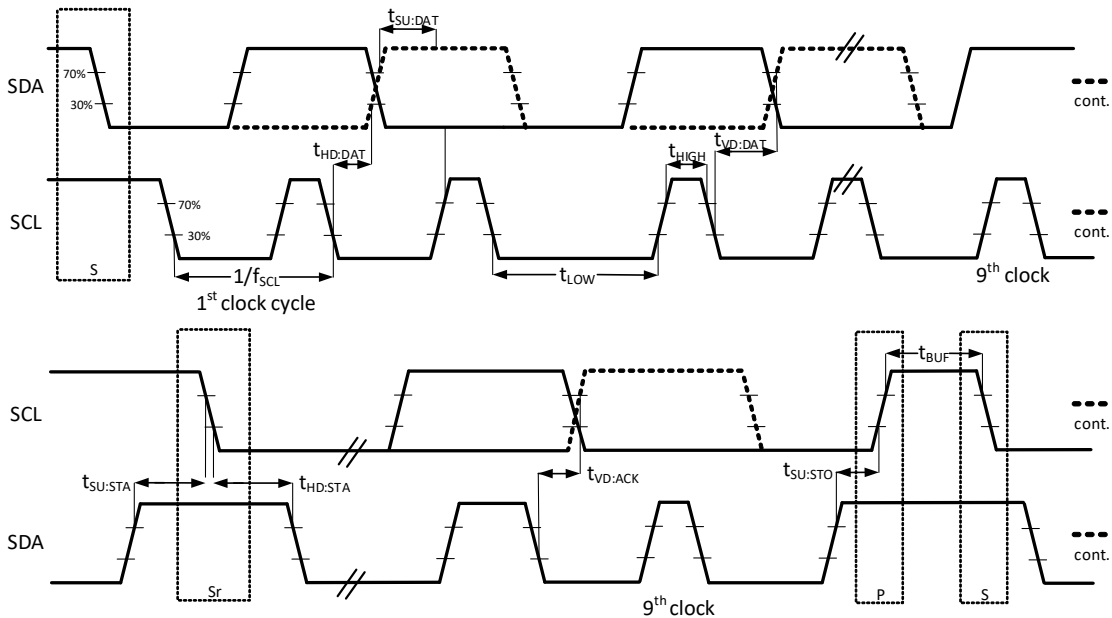 tSU:DAT
SDA
70%
30%
cont.
tHD:DAT
tHIGH
tVD:DAT
SCL
70%
30%
cont.
S
1/fSCL
tLOW
1st clock cycle
9th clock
tBUF
SCL
cont.
tSU:STA
tHD:STA
tVD:ACK
tSU:STO
SDA
cont.
Sr
9th clock
P
S